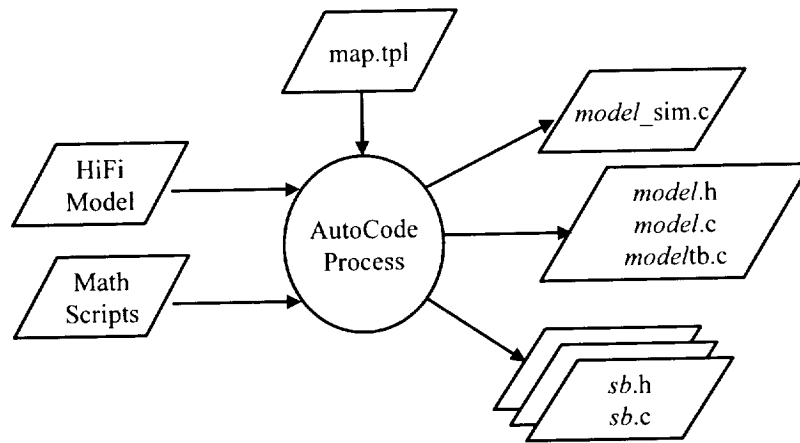 map.tpl
model_sim.c
HiFi
Model
AutoCode
Process
model.h
model.c
modeltb.c
Math
Scripts
sb.h
sb.c